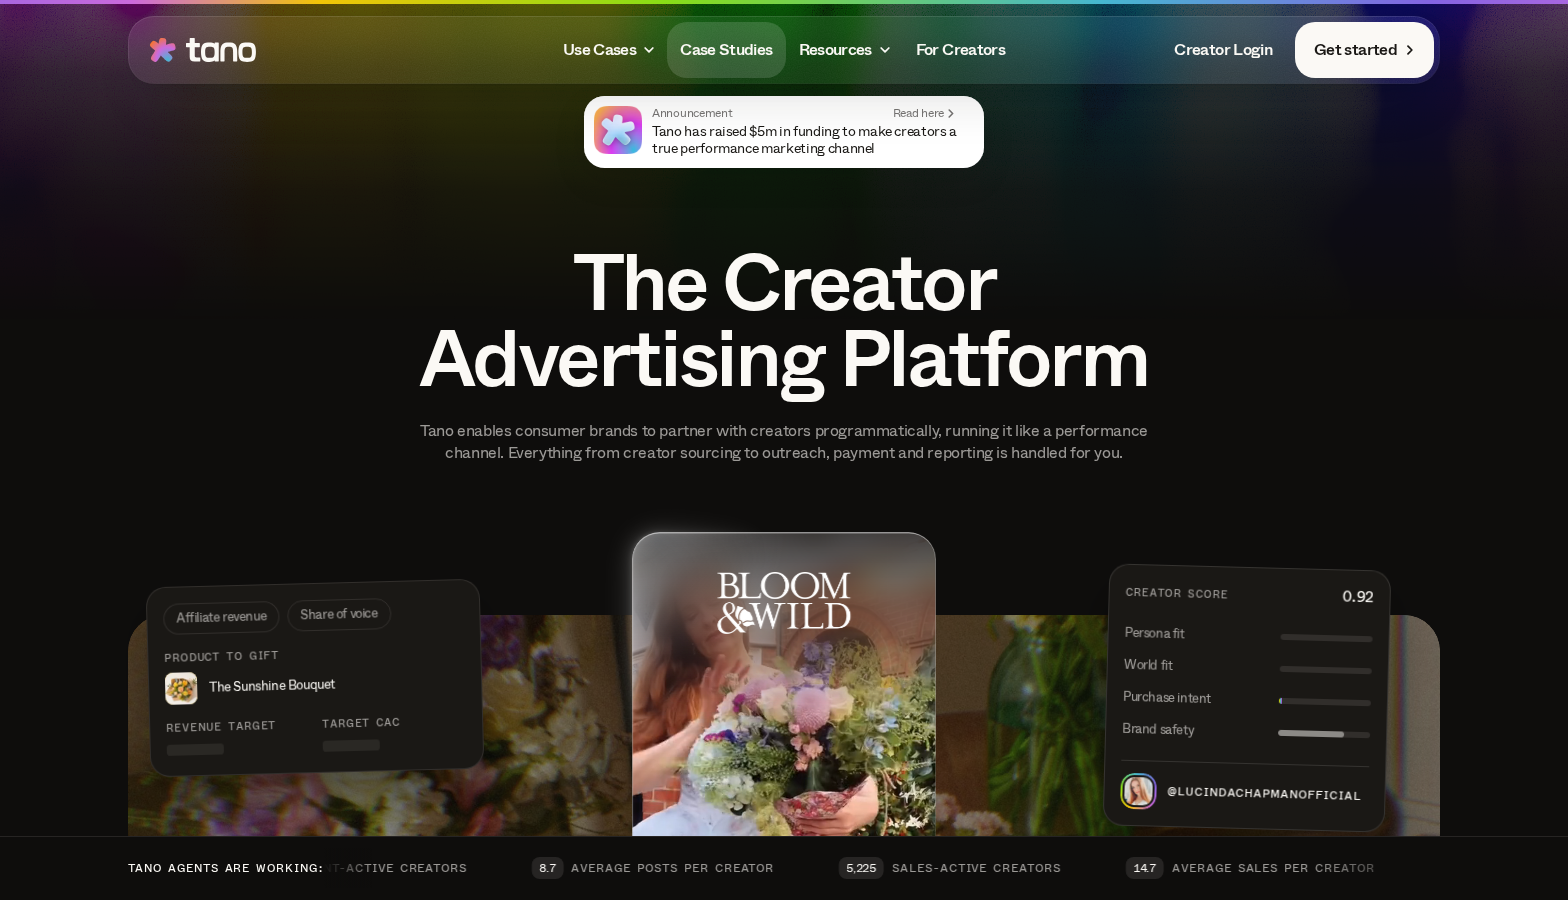 tano
Use Cases
Case Studies
Resources
For Creators
Creator Login
Get started
Announcement
Read here
Tano has raised $5m in funding to make creators a
true performance marketing channel
The Creator
Advertising Platform
Tano enables consumer brands to partner with creators programmatically, running it like a performance
channel. Everything from creator sourcing to outreach, payment and reporting is handled for you.
Affiliate revenue
Share of voice
PRODUCT TO GIFT
The Sunshine Bouquet
REVENUE TARGET
TARGET CAC
BLOOM
&WILD
CREATOR SCORE
0.92
Persona fit
World fit
Purchase intent
Brand safety
@LUCINDACHAPMANOFFICIAL
TANO AGENTS ARE WORKING:
T-ACTIVE CREATORS
8.7 AVERAGE POSTS PER CREATOR
5,225 SALES-ACTIVE CREATORS
14.7 AVERAGE SALES PER CREATOR